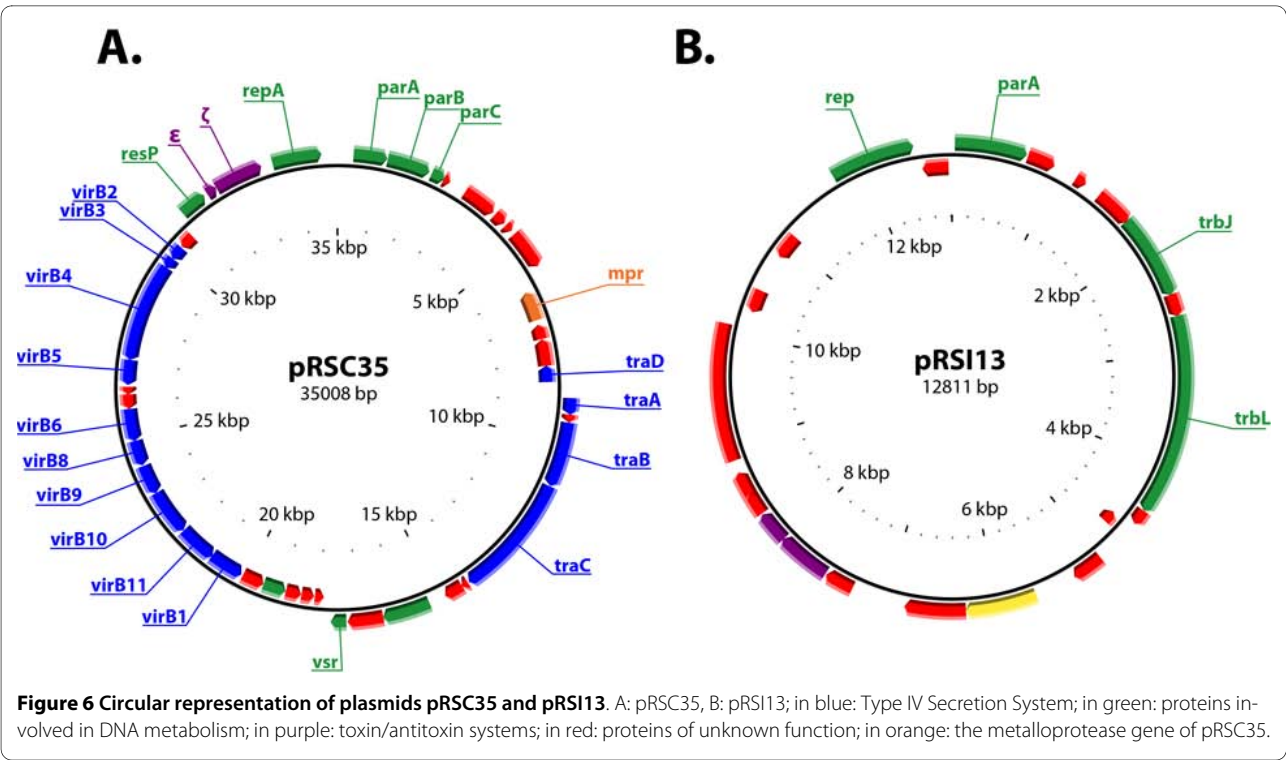 A.
B.
repA
parA
parB
parC
ζ
ε
resP
virB2
virB3
virB4
virB5
virB6
virB8
virB9
virB10
virB11
virB1
vsr
mpr
traD
traA
traB
traC
35 kbp
5 kbp
10 kbp
15 kbp
20 kbp
25 kbp
30 kbp
pRSC35
35008 bp
rep
parA
trbJ
trbL
12 kbp
2 kbp
4 kbp
6 kbp
8 kbp
10 kbp
pRSI13
12811 bp
Figure 6 Circular representation of plasmids pRSC35 and pRSI13. A: pRSC35, B: pRSI13; in blue: Type IV Secretion System; in green: proteins in-
volved in DNA metabolism; in purple: toxin/antitoxin systems; in red: proteins of unknown function; in orange: the metalloprotease gene of pRSC35.